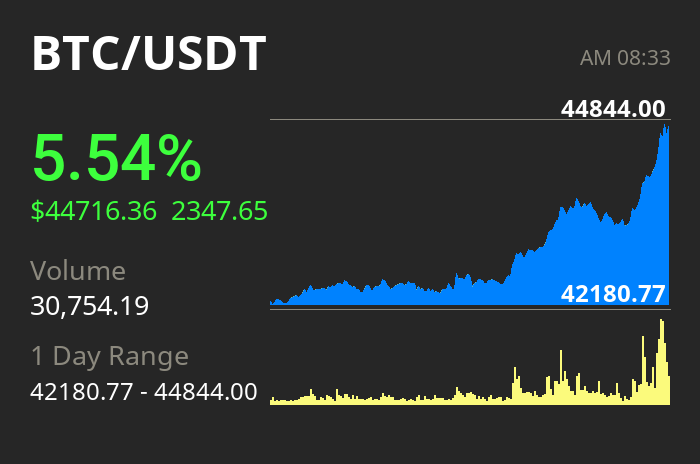 BTC/USDT
AM 08:33
44844.00
5.54%
$44716.36 2347.65
Volume
30,754.19
42180.77
1 Day Range
42180.77 - 44844.00